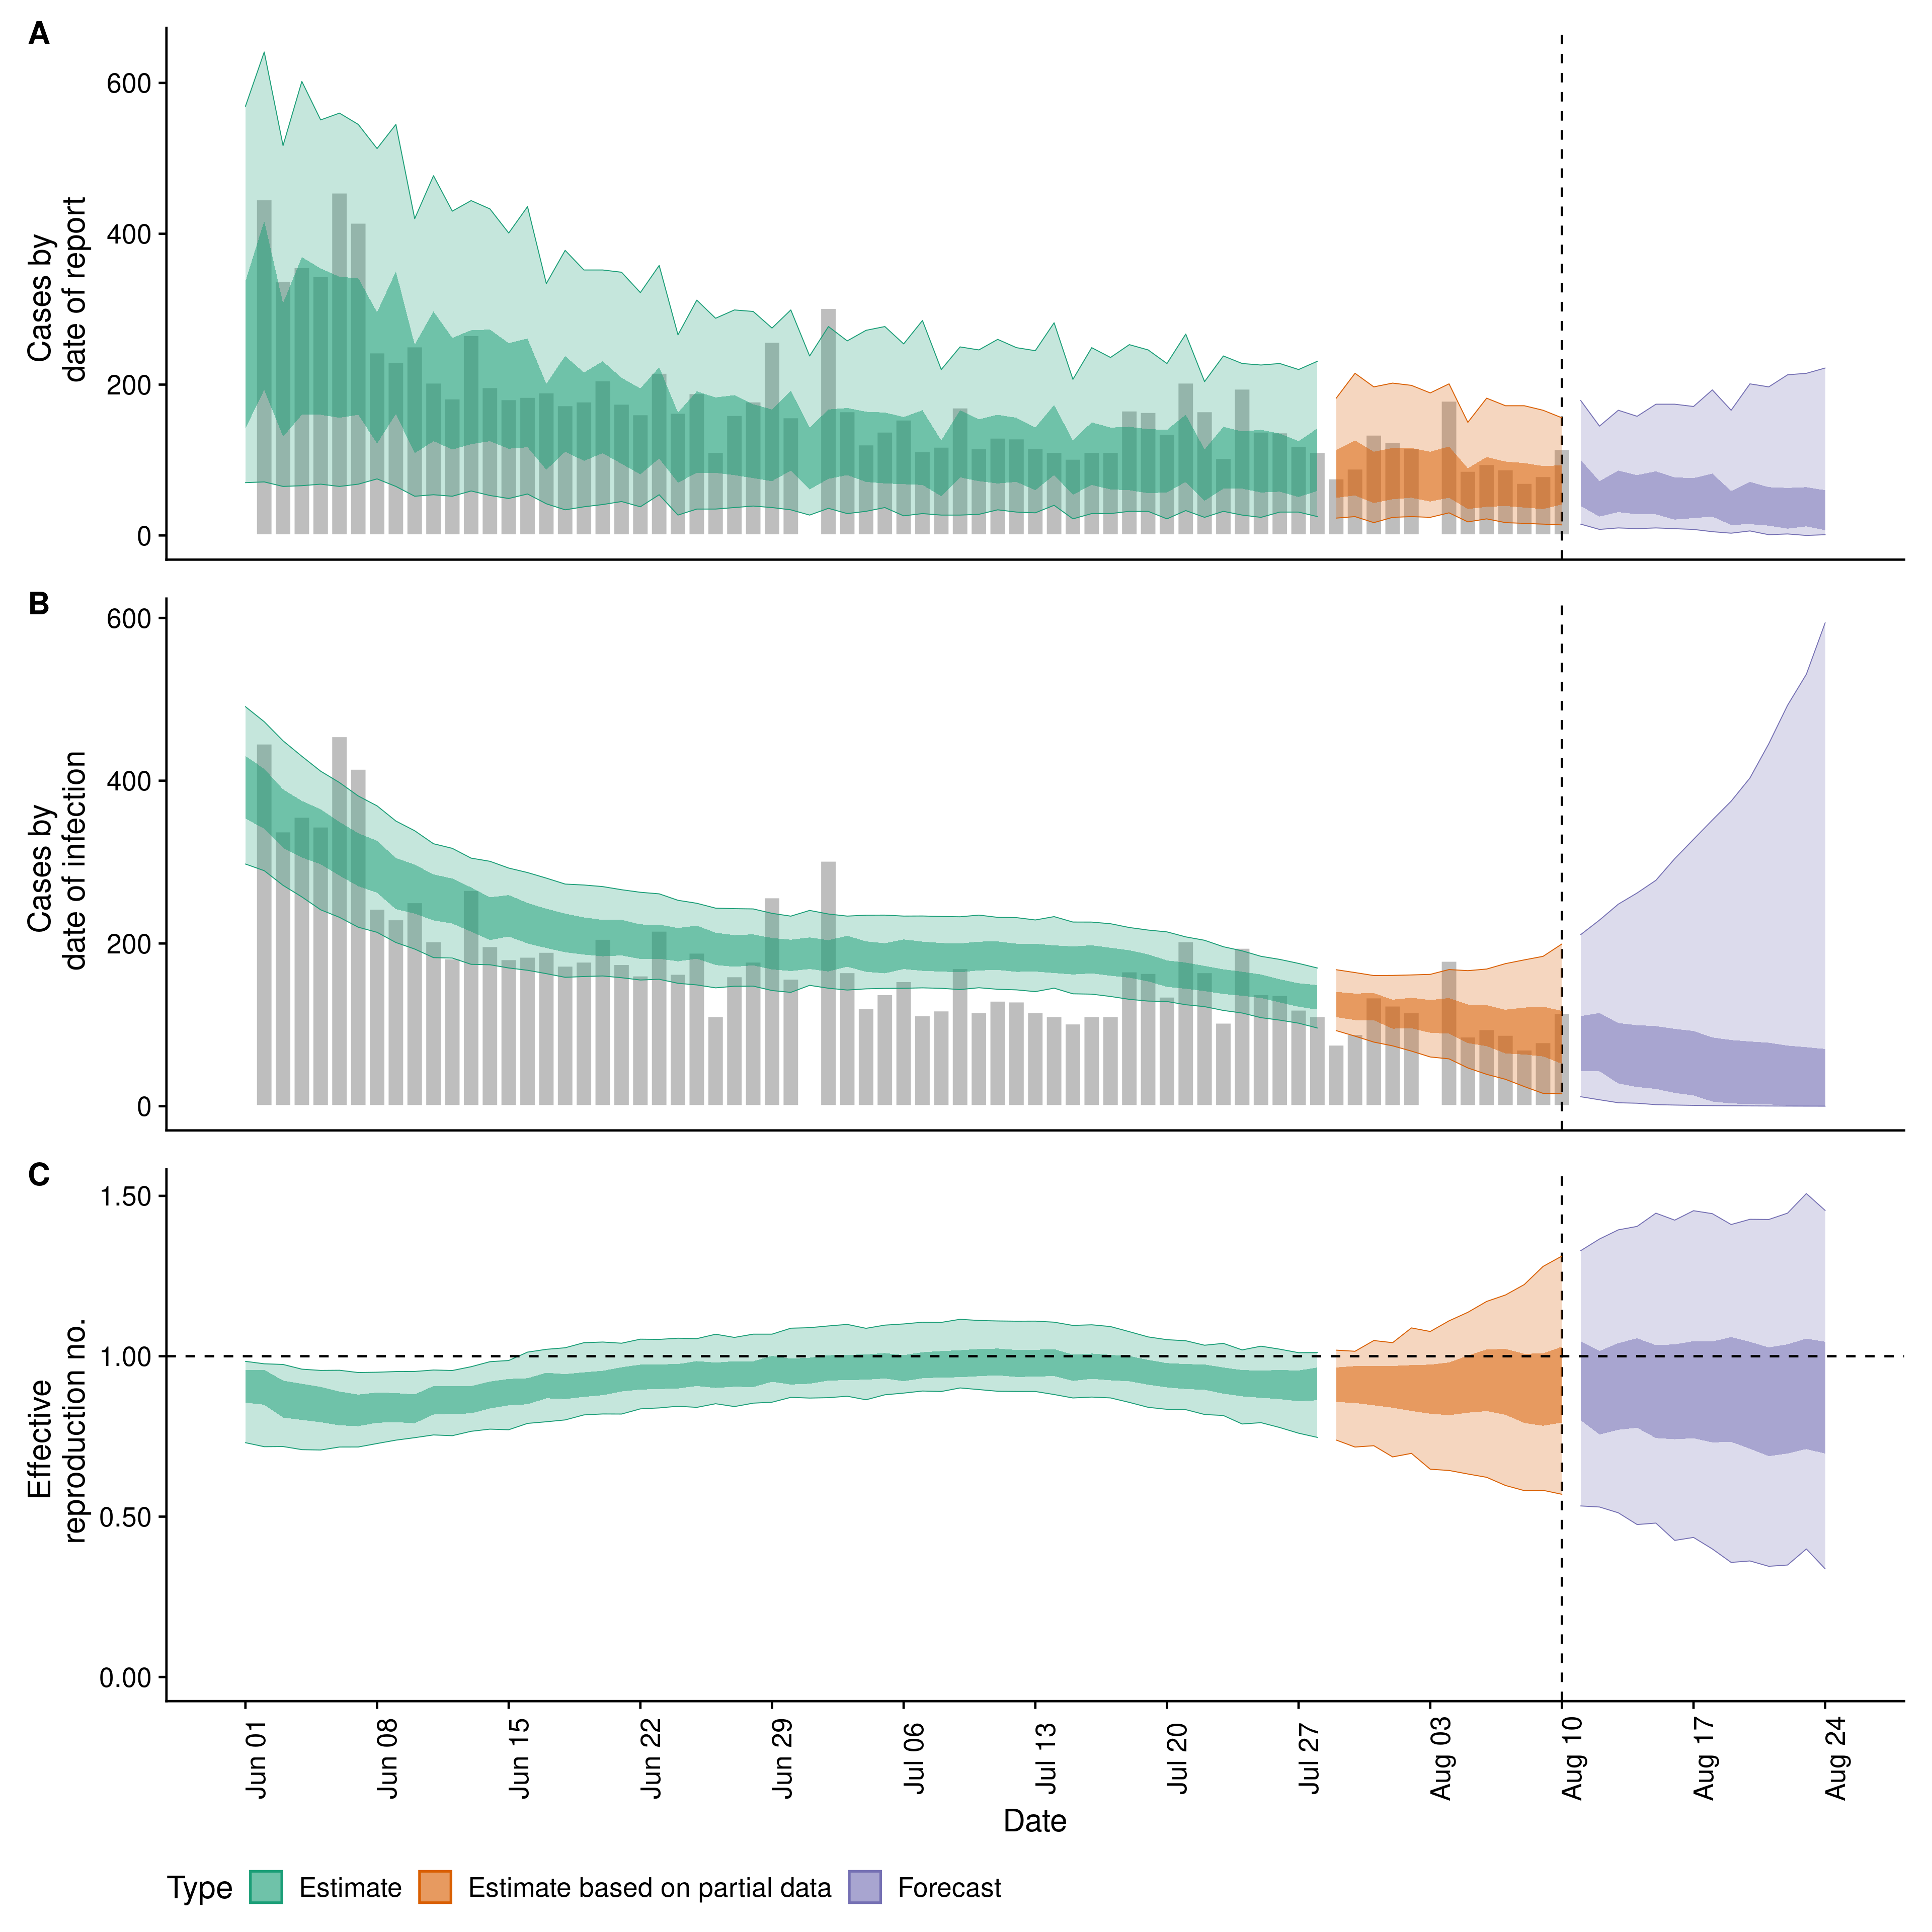 A
600
400
200
0
Cases by
date of report
B
600
400
200
0
Cases by
date of infection
C
1.50
1.00
0.50
0.00
Effective
reproduction no.
Jun 01
Jun 08
Jun 15
Jun 22
Jun 29
Jul 06
Jul 13
Jul 20
Jul 27
Aug 03
Aug 10
Aug 17
Aug 24
Date
Type Estimate Estimate based on partial data Forecast